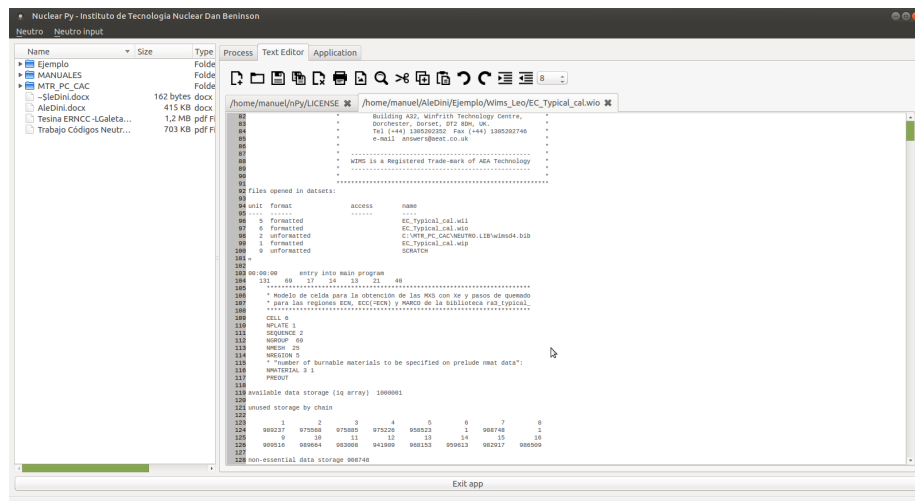 Nuclear Py - Instituto de Tecnología Nuclear Dan Beninson
Neutro Neutro input
Name Size Type
Ejemplo Folde
MANUALES Folde
MTR_PC_CAC Folde
~$leDini.docx 162 bytes docx
AleDini.docx 415 KB docx
Tesina ERNCC -LGaleta... 1,2 MB pdf Fi
Trabajo Códigos Neutr... 703 KB pdf Fi
Process Text Editor Application
8
/home/manuel/nPy/LICENSE /home/manuel/AleDini/Ejemplo/Wims_Leo/EC_Typical_cal.wio
82 * Building A32, Winfrith Technology Centre, *
83 * Dorchester, Dorset, DT2 8DH, UK. *
84 * Tel (+44) 1305202352 Fax (+44) 1305202746 *
85 * e-mail answers@aeat.co.uk *
86 * *
87 * ------------------------------------------------ *
88 * WIMS is a Registered Trade-mark of AEA Technology *
89 * ------------------------------------------------ *
90 * *
91 ********************************************************
92 files opened in datsets:
93
94 unit format access name
95 ---- ------ ------ ----
96 5 formatted EC_Typical_cal.wii
97 6 formatted EC_Typical_cal.wio
98 2 unformatted C:\MTR_PC_CAC\NEUTRO.LIB\wimsd4.bib
99 1 formatted EC_Typical_cal.wip
100 9 unformatted SCRATCH
101 =
102
103 00:00:00 entry into main program
104 131 69 17 14 13 21 40
105 **********************************************************************
106 * Modelo de celda para la obtención de las MXS con Xe y pasos de quemado
107 * para las regiones ECN, ECC(=ECN) y MARCO de la biblioteca ra3_typical_
108 **********************************************************************
109 CELL 6
110 NPLATE 1
111 SEQUENCE 2
112 NGROUP 69
113 NMESH 25
114 NREGION 5
115 * "number of burnable materials to be specified on prelude nmat data":
116 NMATERIAL 3 1
117 PREOUT
118
119 available data storage (iq array) 1000001
120
121 unused storage by chain
122
123 1 2 3 4 5 6 7 8
124 989237 975568 975885 975226 958523 1 908748 1
125 9 10 11 12 13 14 15 16
126 909516 989664 983008 941909 968153 959613 982917 986509
127
128 non-essential data storage 908748
Exit app